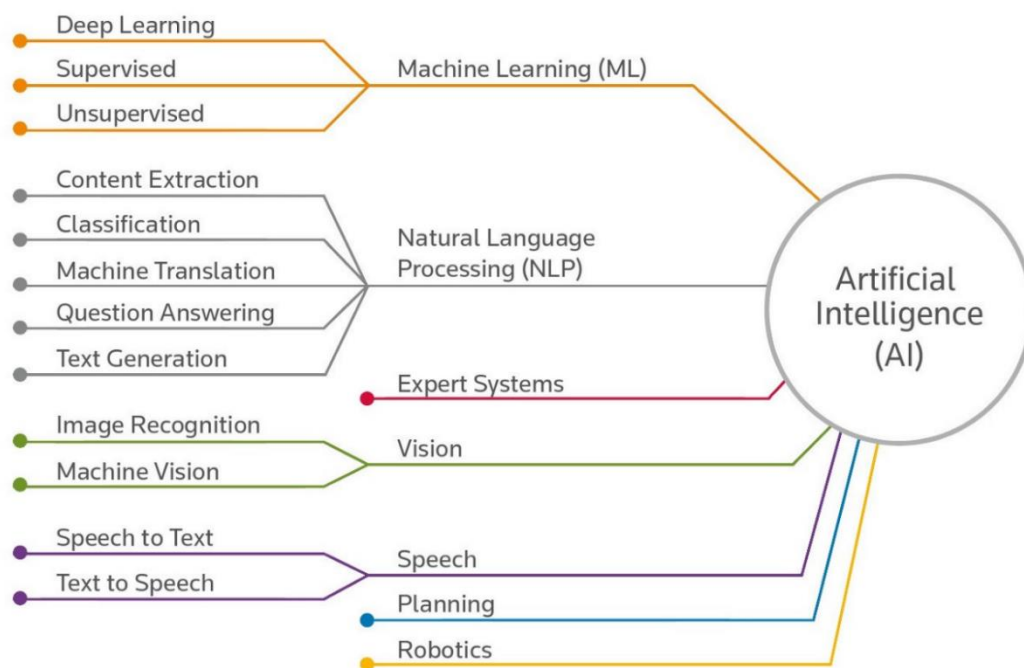 Deep Learning
Supervised
Unsupervised
Machine Learning (ML)
Content Extraction
Classification
Machine Translation
Question Answering
Text Generation
Natural Language
Processing (NLP)
Expert Systems
Image Recognition
Machine Vision
Vision
Speech to Text
Text to Speech
Speech
Planning
Robotics
Artificial
Intelligence
(AI)